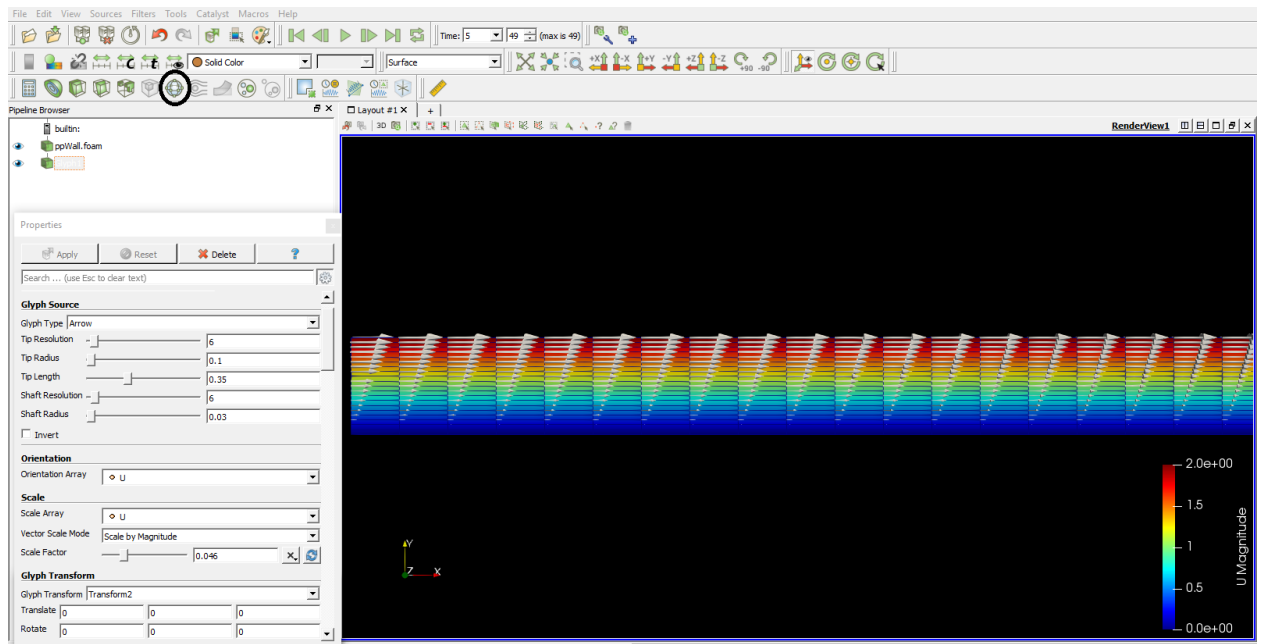 File Edit View Sources Filters Tools Catalyst Macros Help
Time: 5 49 (max is 49)
Solid Color Surface
+X -X +Y -Y +Z -Z +90 -90
Pipeline Browser
Layout #1 +
3D
RenderView1
builtin:
ppWall.foam
Properties
Apply Reset Delete ?
Search ... (use Esc to clear text)
Glyph Source
Glyph Type Arrow
Tip Resolution 6
Tip Radius 0.1
Tip Length 0.35
Shaft Resolution 6
Shaft Radius 0.03
Invert
Orientation
Orientation Array U
Scale
Scale Array U
Vector Scale Mode Scale by Magnitude
Scale Factor 0.046
Glyph Transform
Glyph Transform Transform2
Translate 0 0 0
Rotate 0 0 0
Y
Z X
2.0e+00
1.5
1
0.5
0.0e+00
U Magnitude